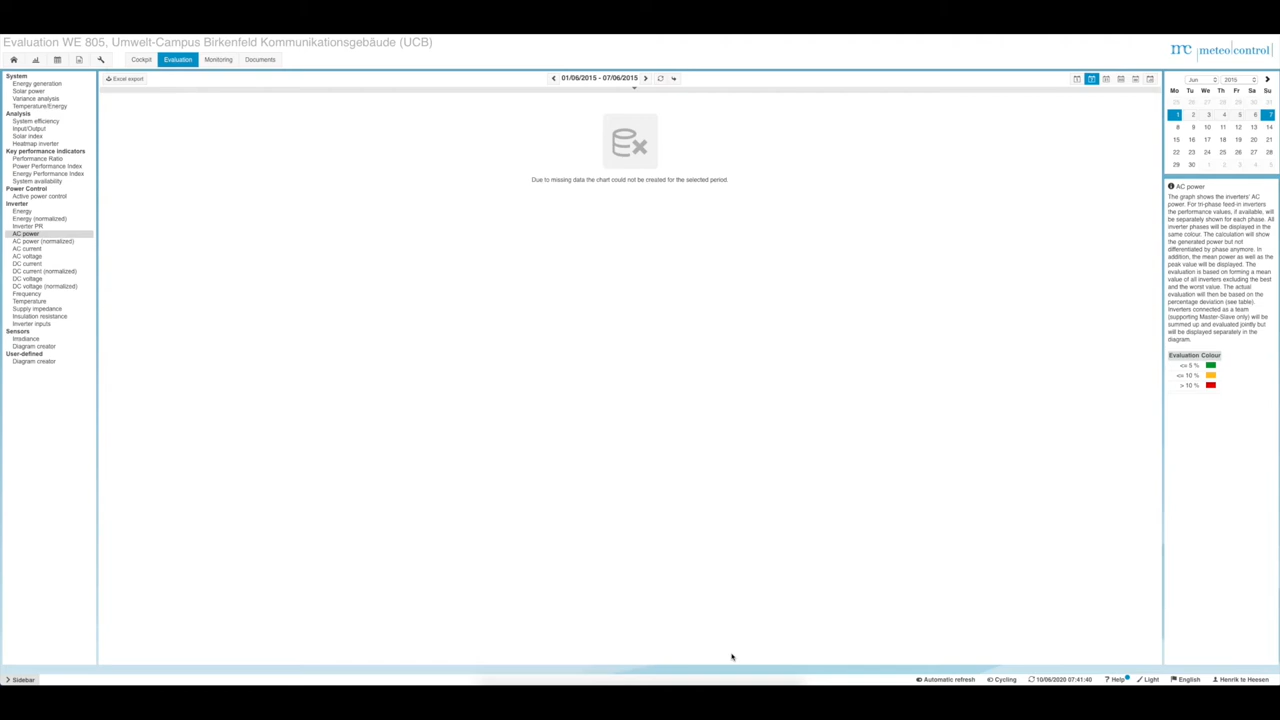 Evaluation WE 805, Umwelt-Campus Birkenfeld Kommunikationsgebäude (UCB)
mc meteocontrol
Cockpit Evaluation Monitoring Documents
System
Energy generation
Solar power
Variance analysis
Temperature/Energy
Analysis
System efficiency
Input/Output
Solar index
Heatmap inverter
Key performance indicators
Performance Ratio
Power Performance Index
Energy Performance Index
System availability
Power Control
Active power control
Inverter
Energy
Energy (normalized)
Inverter PR
AC power
AC power (normalized)
AC current
AC voltage
DC current
DC current (normalized)
DC voltage
DC voltage (normalized)
Frequency
Temperature
Supply impedance
Insulation resistance
Inverter inputs
Sensors
Irradiance
Diagram creator
User-defined
Diagram creator
Excel export
01/06/2015 - 07/06/2015
Due to missing data the chart could not be created for the selected period.
Jun 2015
Mo Tu We Th Fr Sa Su
25 26 27 28 29 30 31
1 2 3 4 5 6 7
8 9 10 11 12 13 14
15 16 17 18 19 20 21
22 23 24 25 26 27 28
29 30 1 2 3 4 5
AC power
The graph shows the inverters' AC
power. For tri-phase feed-in inverters
the performance values, if available, will
be separately shown for each phase. All
inverter phases will be displayed in the
same colour. The calculation will show
the generated power but not
differentiated by phase anymore. In
addition, the mean power as well as the
peak value will be displayed. The
evaluation is based on forming a mean
value of all inverters excluding the best
and the worst value. The actual
evaluation will then be based on the
percentage deviation (see table).
Inverters connected as a team
(supporting Master-Slave only) will be
summed up and evaluated jointly but
will be displayed separately in the
diagram.
Evaluation Colour
<= 5 %
<= 10 %
> 10 %
Sidebar
Automatic refresh Cycling 10/06/2020 07:41:40 Help Light English Henrik te Heesen